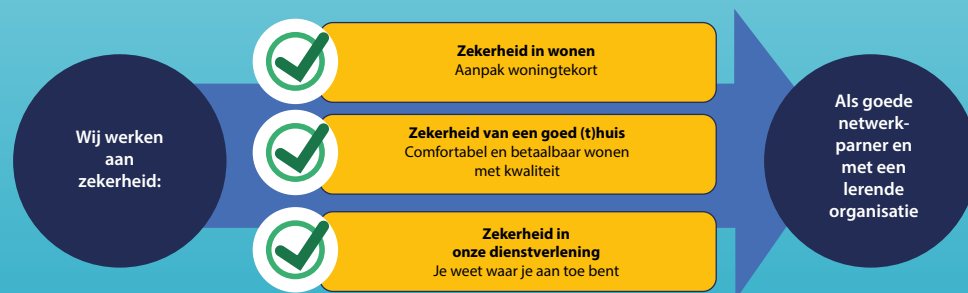 Wij werken
aan
zekerheid:
Zekerheid in wonen
Aanpak woningtekort
Zekerheid van een goed (t)huis
Comfortabel en betaalbaar wonen
met kwaliteit
Zekerheid in
onze dienstverlening
Je weet waar je aan toe bent
Als goede
netwerk-
parner en
met een
lerende
organisatie